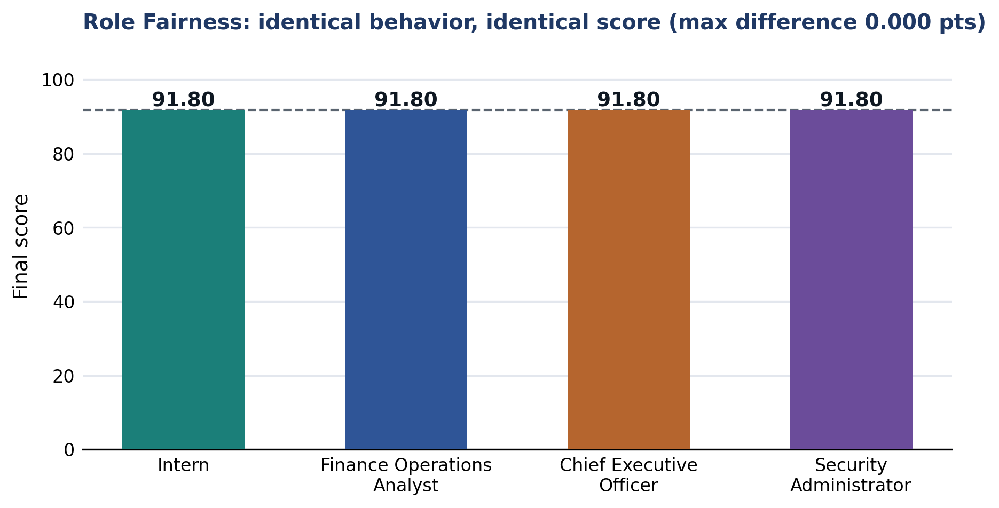 Role Fairness: identical behavior, identical score (max difference 0.000 pts)
100
91.80 91.80 91.80 91.80
80
60
Final score
40
20
0
Intern Finance Operations Chief Executive Security
Analyst Officer Administrator